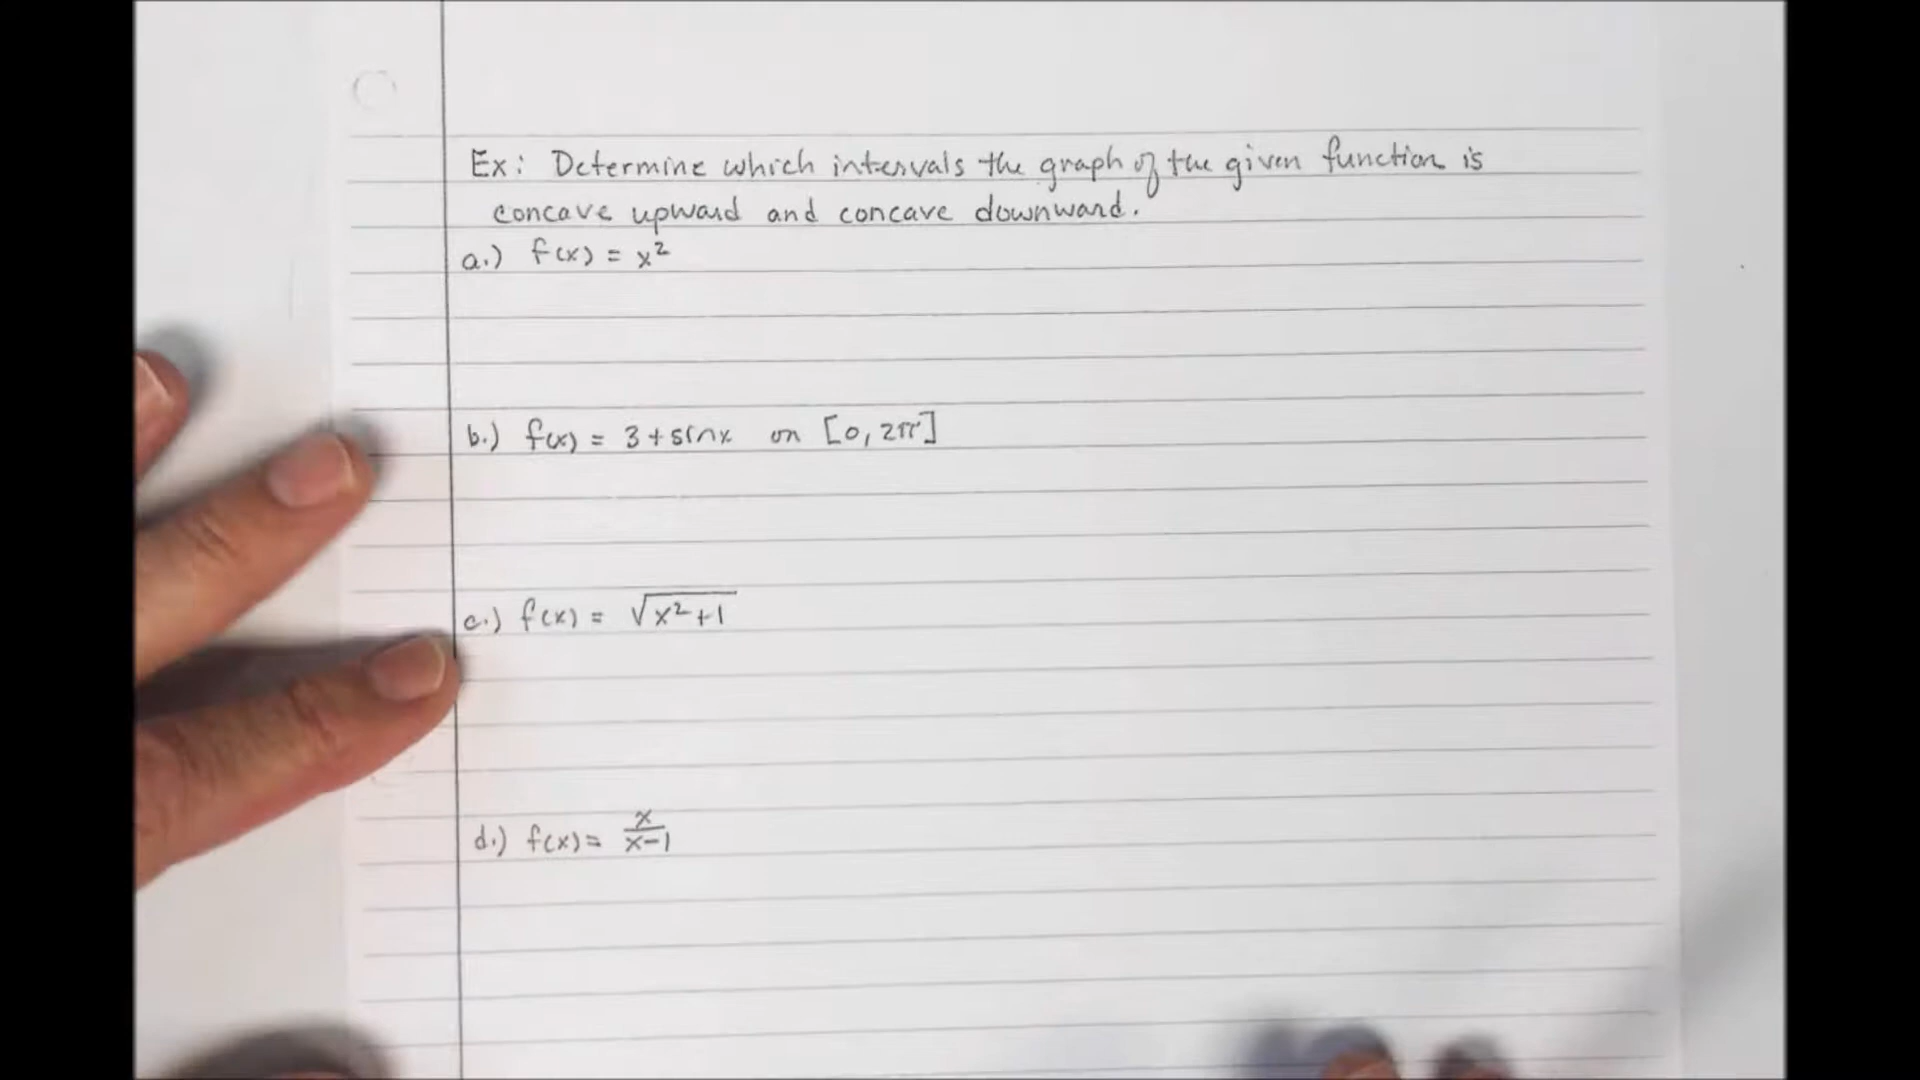 Ex: Determine which intervals the graph of the given function is
concave upward and concave downward.
a.) f(x) = x²
b.) f(x) = 3 + sinx on [0, 2π]
c.) f(x) = √(x²+1)
d.) f(x) = x/(x-1)